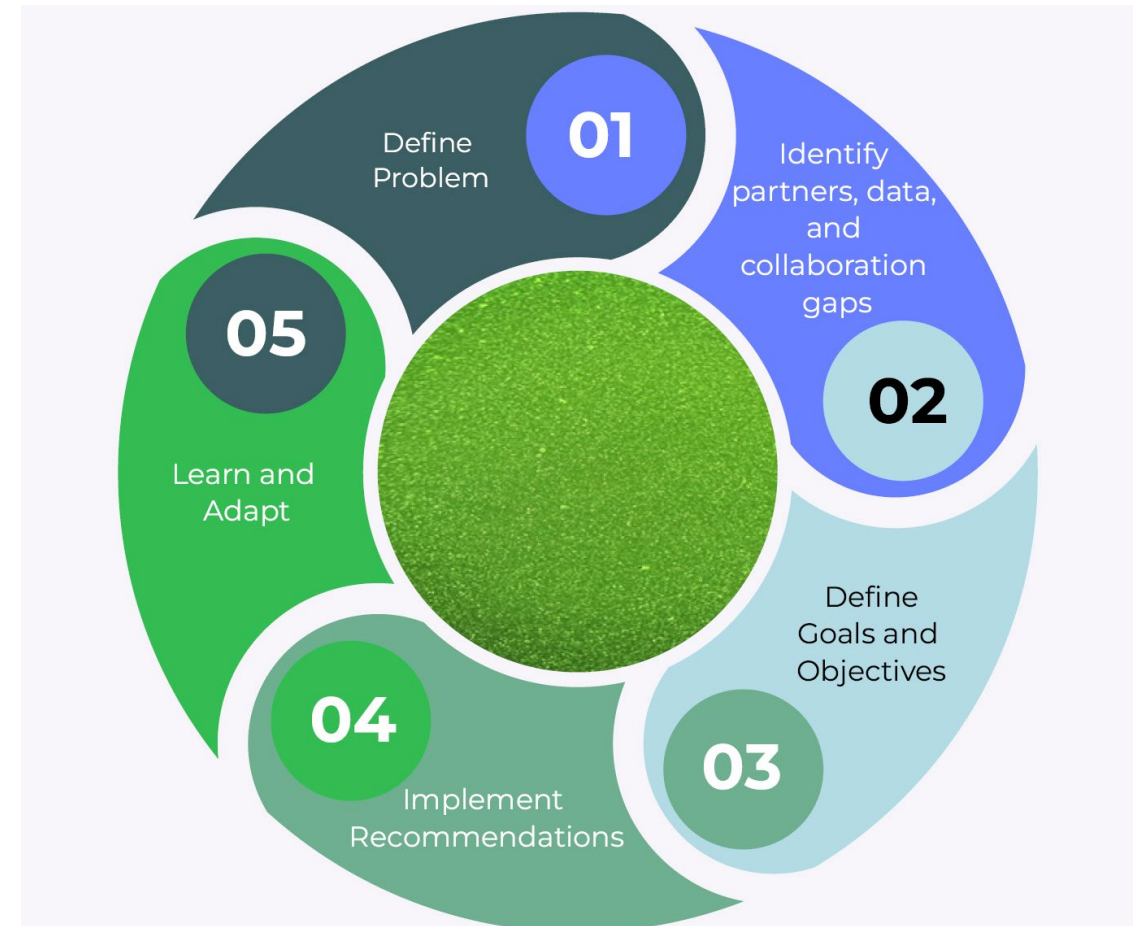 01
Define
Problem
Identify
partners, data,
and
collaboration
gaps
02
Define
Goals and
Objectives
03
04
Implement
Recommendations
05
Learn and
Adapt